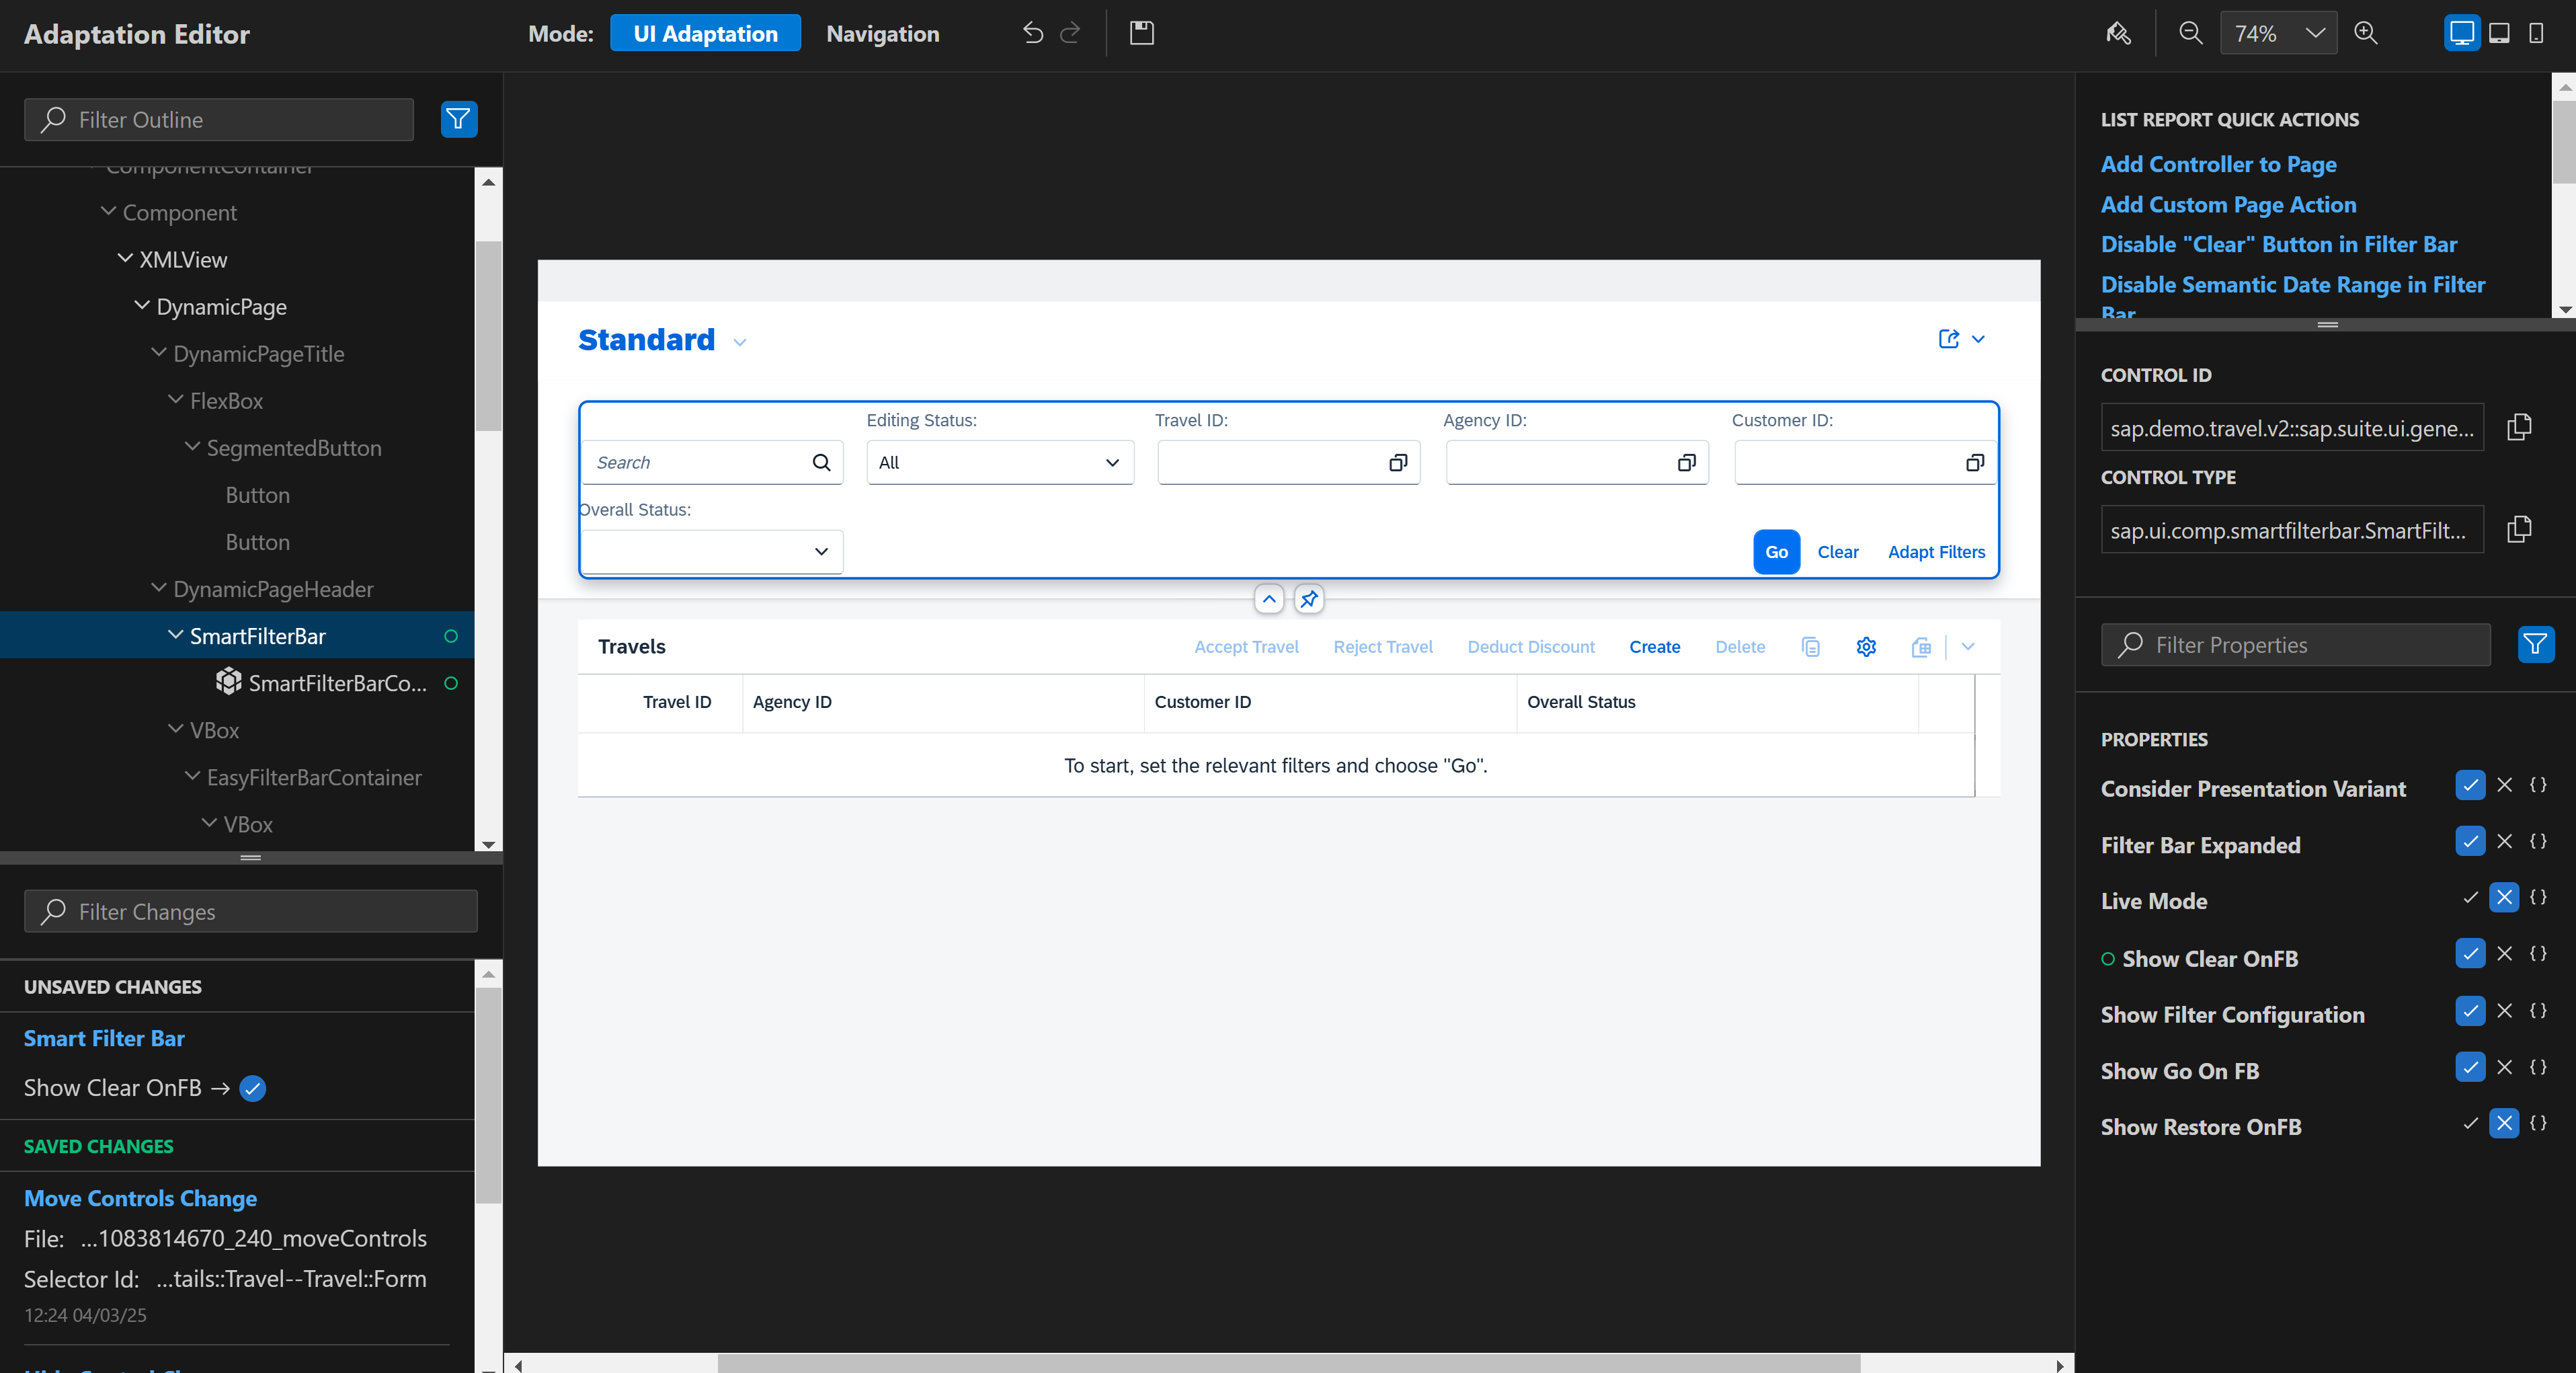 Adaptation Editor
Mode: UI Adaptation Navigation
74%
Filter Outline
ComponentContainer
Component
XMLView
DynamicPage
DynamicPageTitle
FlexBox
SegmentedButton
Button
Button
DynamicPageHeader
SmartFilterBar
SmartFilterBarCo...
VBox
EasyFilterBarContainer
VBox
Filter Changes
UNSAVED CHANGES
Smart Filter Bar
Show Clear OnFB →
SAVED CHANGES
Move Controls Change
File: ...1083814670_240_moveControls
Selector Id: ...tails::Travel--Travel::Form
12:24 04/03/25
Standard
Editing Status: Travel ID: Agency ID: Customer ID:
Search All
Overall Status:
Go Clear Adapt Filters
Travels Accept Travel Reject Travel Deduct Discount Create Delete
Travel ID Agency ID Customer ID Overall Status
To start, set the relevant filters and choose "Go".
LIST REPORT QUICK ACTIONS
Add Controller to Page
Add Custom Page Action
Disable "Clear" Button in Filter Bar
Disable Semantic Date Range in Filter
Bar
CONTROL ID
sap.demo.travel.v2::sap.suite.ui.gene...
CONTROL TYPE
sap.ui.comp.smartfilterbar.SmartFilt...
Filter Properties
PROPERTIES
Consider Presentation Variant
Filter Bar Expanded
Live Mode
Show Clear OnFB
Show Filter Configuration
Show Go On FB
Show Restore OnFB